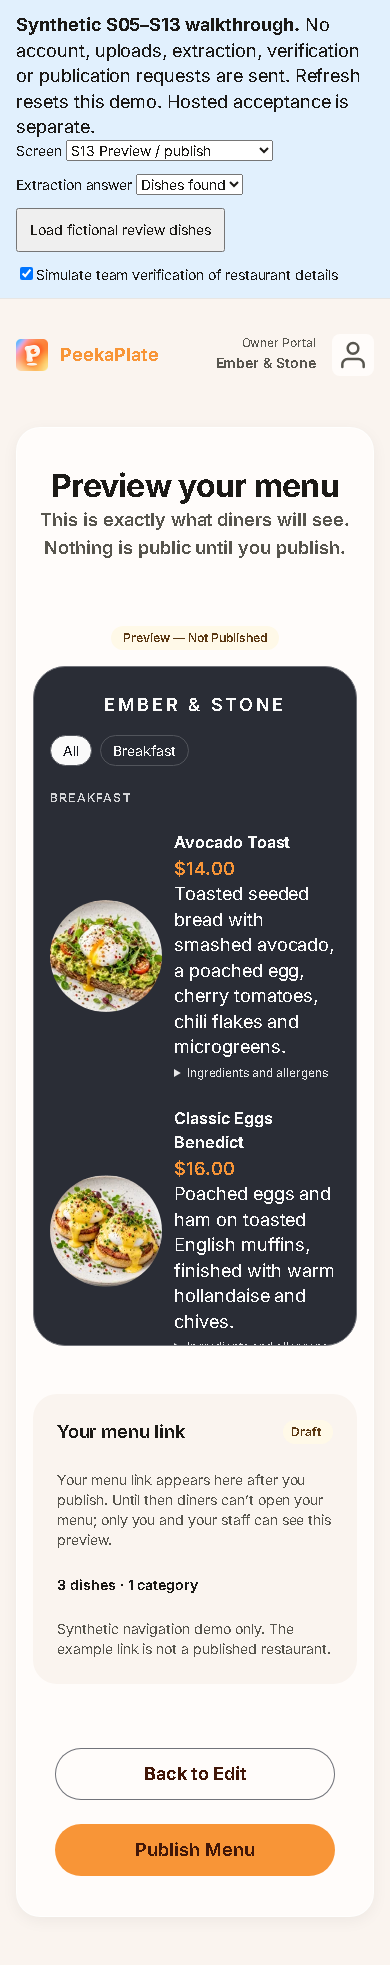 Synthetic S05–S13 walkthrough. No
account, uploads, extraction, verification
or publication requests are sent. Refresh
resets this demo. Hosted acceptance is
separate.
Screen S13 Preview / publish
Extraction answer Dishes found
Load fictional review dishes
Simulate team verification of restaurant details
PeekaPlate
Owner Portal
Ember & Stone
Preview your menu
This is exactly what diners will see.
Nothing is public until you publish.
Preview — Not Published
EMBER & STONE
All Breakfast
BREAKFAST
Avocado Toast
$14.00
Toasted seeded
bread with
smashed avocado,
a poached egg,
cherry tomatoes,
chili flakes and
microgreens.
Ingredients and allergens
Classic Eggs
Benedict
$16.00
Poached eggs and
ham on toasted
English muffins,
finished with warm
hollandaise and
chives.
Your menu link
Draft
Your menu link appears here after you
publish. Until then diners can’t open your
menu; only you and your staff can see this
preview.
3 dishes · 1 category
Synthetic navigation demo only. The
example link is not a published restaurant.
Back to Edit
Publish Menu